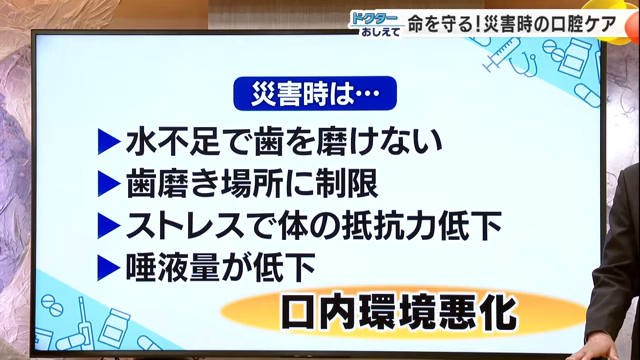 ドクター
おしえて
命を守る!災害時の口腔ケア
災害時は…
▶水不足で歯を磨けない
▶歯磨き場所に制限
▶ストレスで体の抵抗力低下
▶唾液量が低下
口内環境悪化